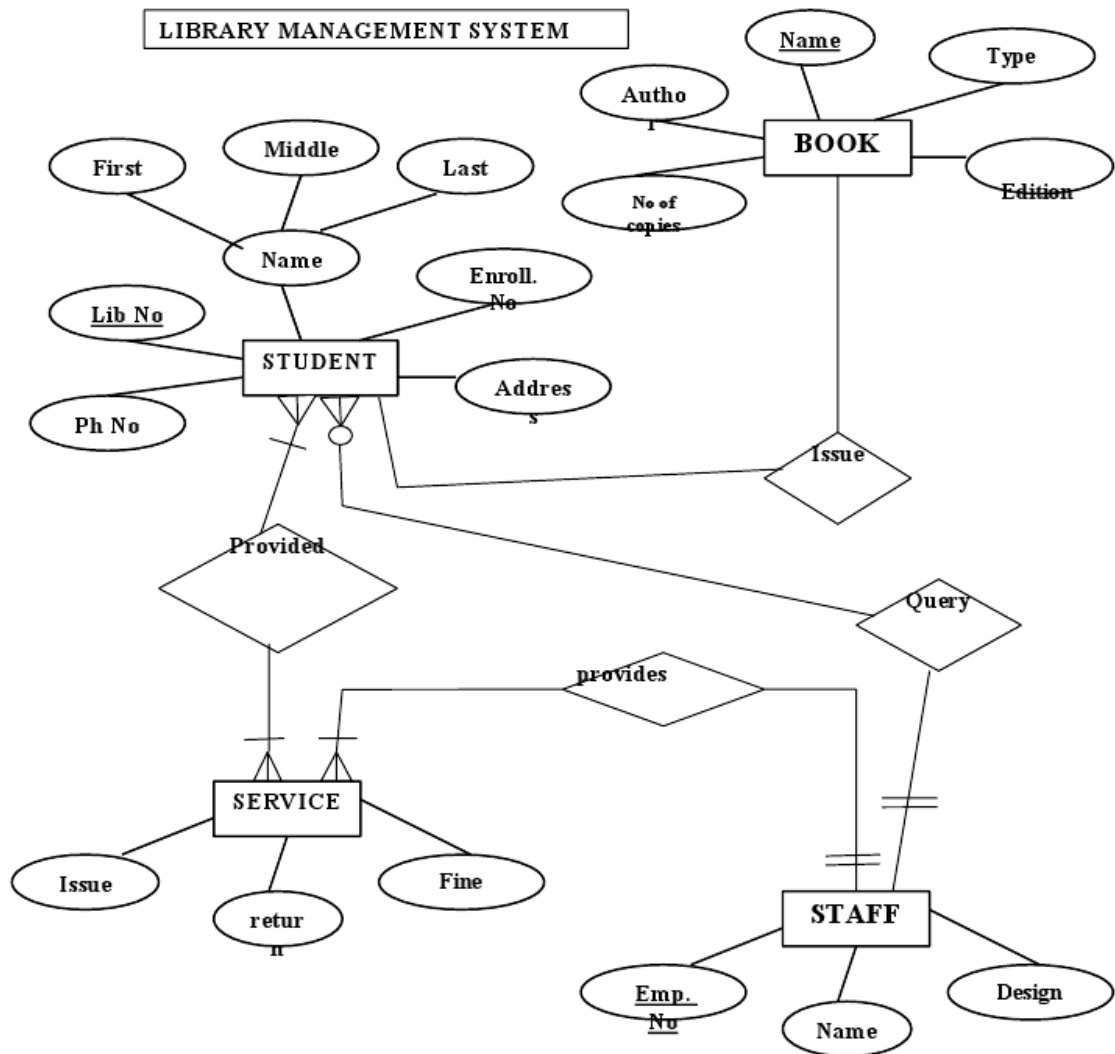 LIBRARY MANAGEMENT SYSTEM
Name
Type
Autho
r
BOOK
Edition
No of
copies
First
Middle
Last
Name
Enroll.
No
Lib No
STUDENT
Addres
s
Ph No
Issue
Provided
Query
provides
SERVICE
Issue
retur
n
Fine
STAFF
Emp.
No
Name
Design